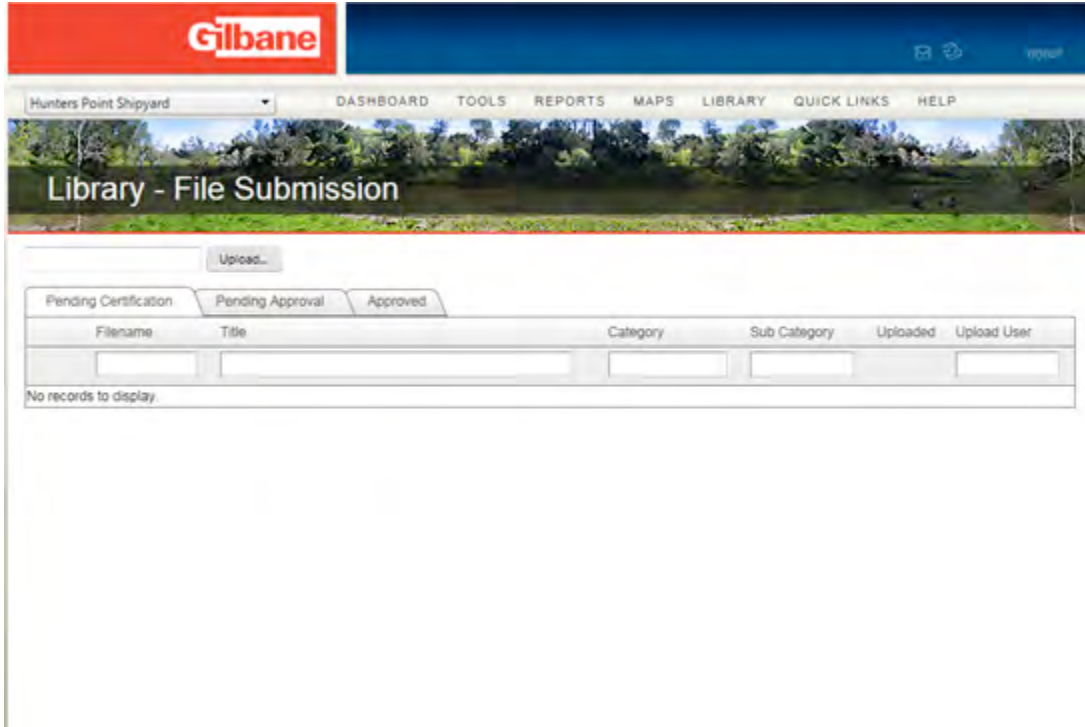 Gilbane
Hunters Point Shipyard
DASHBOARD TOOLS REPORTS MAPS LIBRARY QUICK LINKS HELP
Library - File Submission
Upload...
Pending Certification Pending Approval Approved
Filename Title Category Sub Category Uploaded Upload User
No records to display.